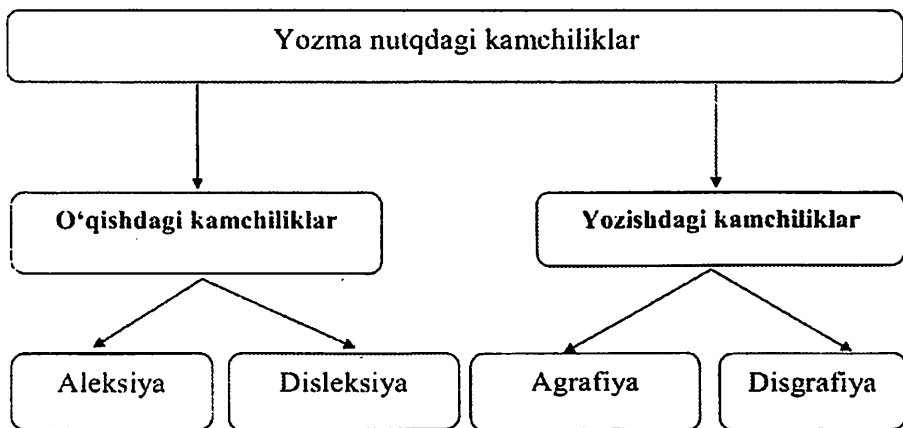 Yozma nutqdagi kamchiliklar
O‘qishdagi kamchiliklar
Yozishdagi kamchiliklar
Aleksiya
Disleksiya
Agrafiya
Disgrafiya